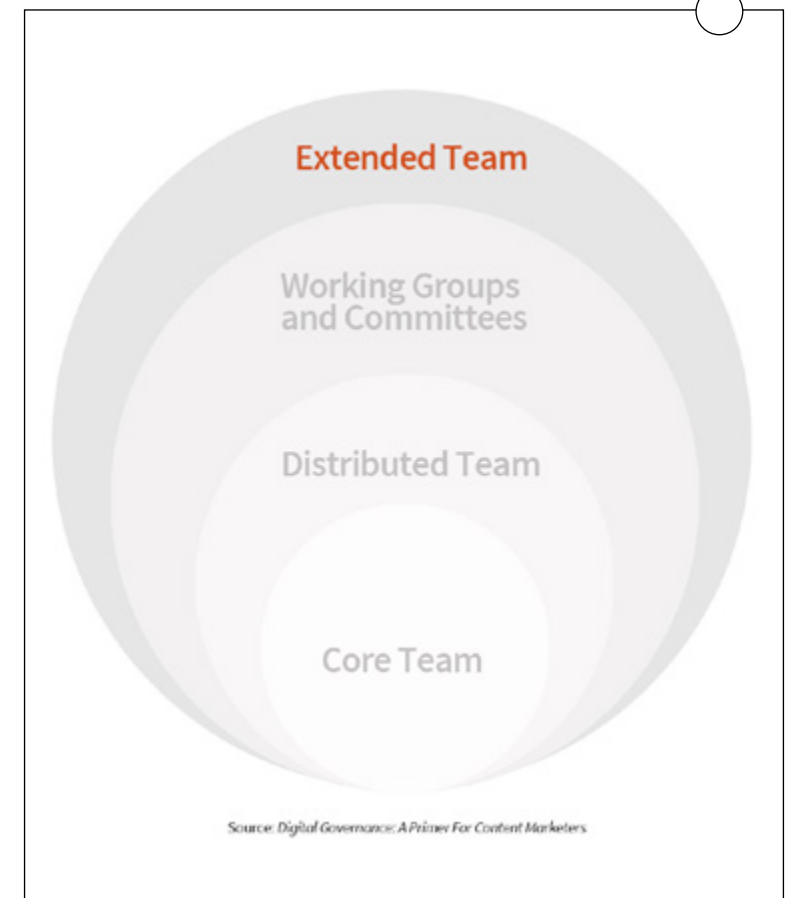 Extended Team
Working Groups
and Committees
Distributed Team
Core Team
Source: Digital Governance: A Primer For Content Marketers